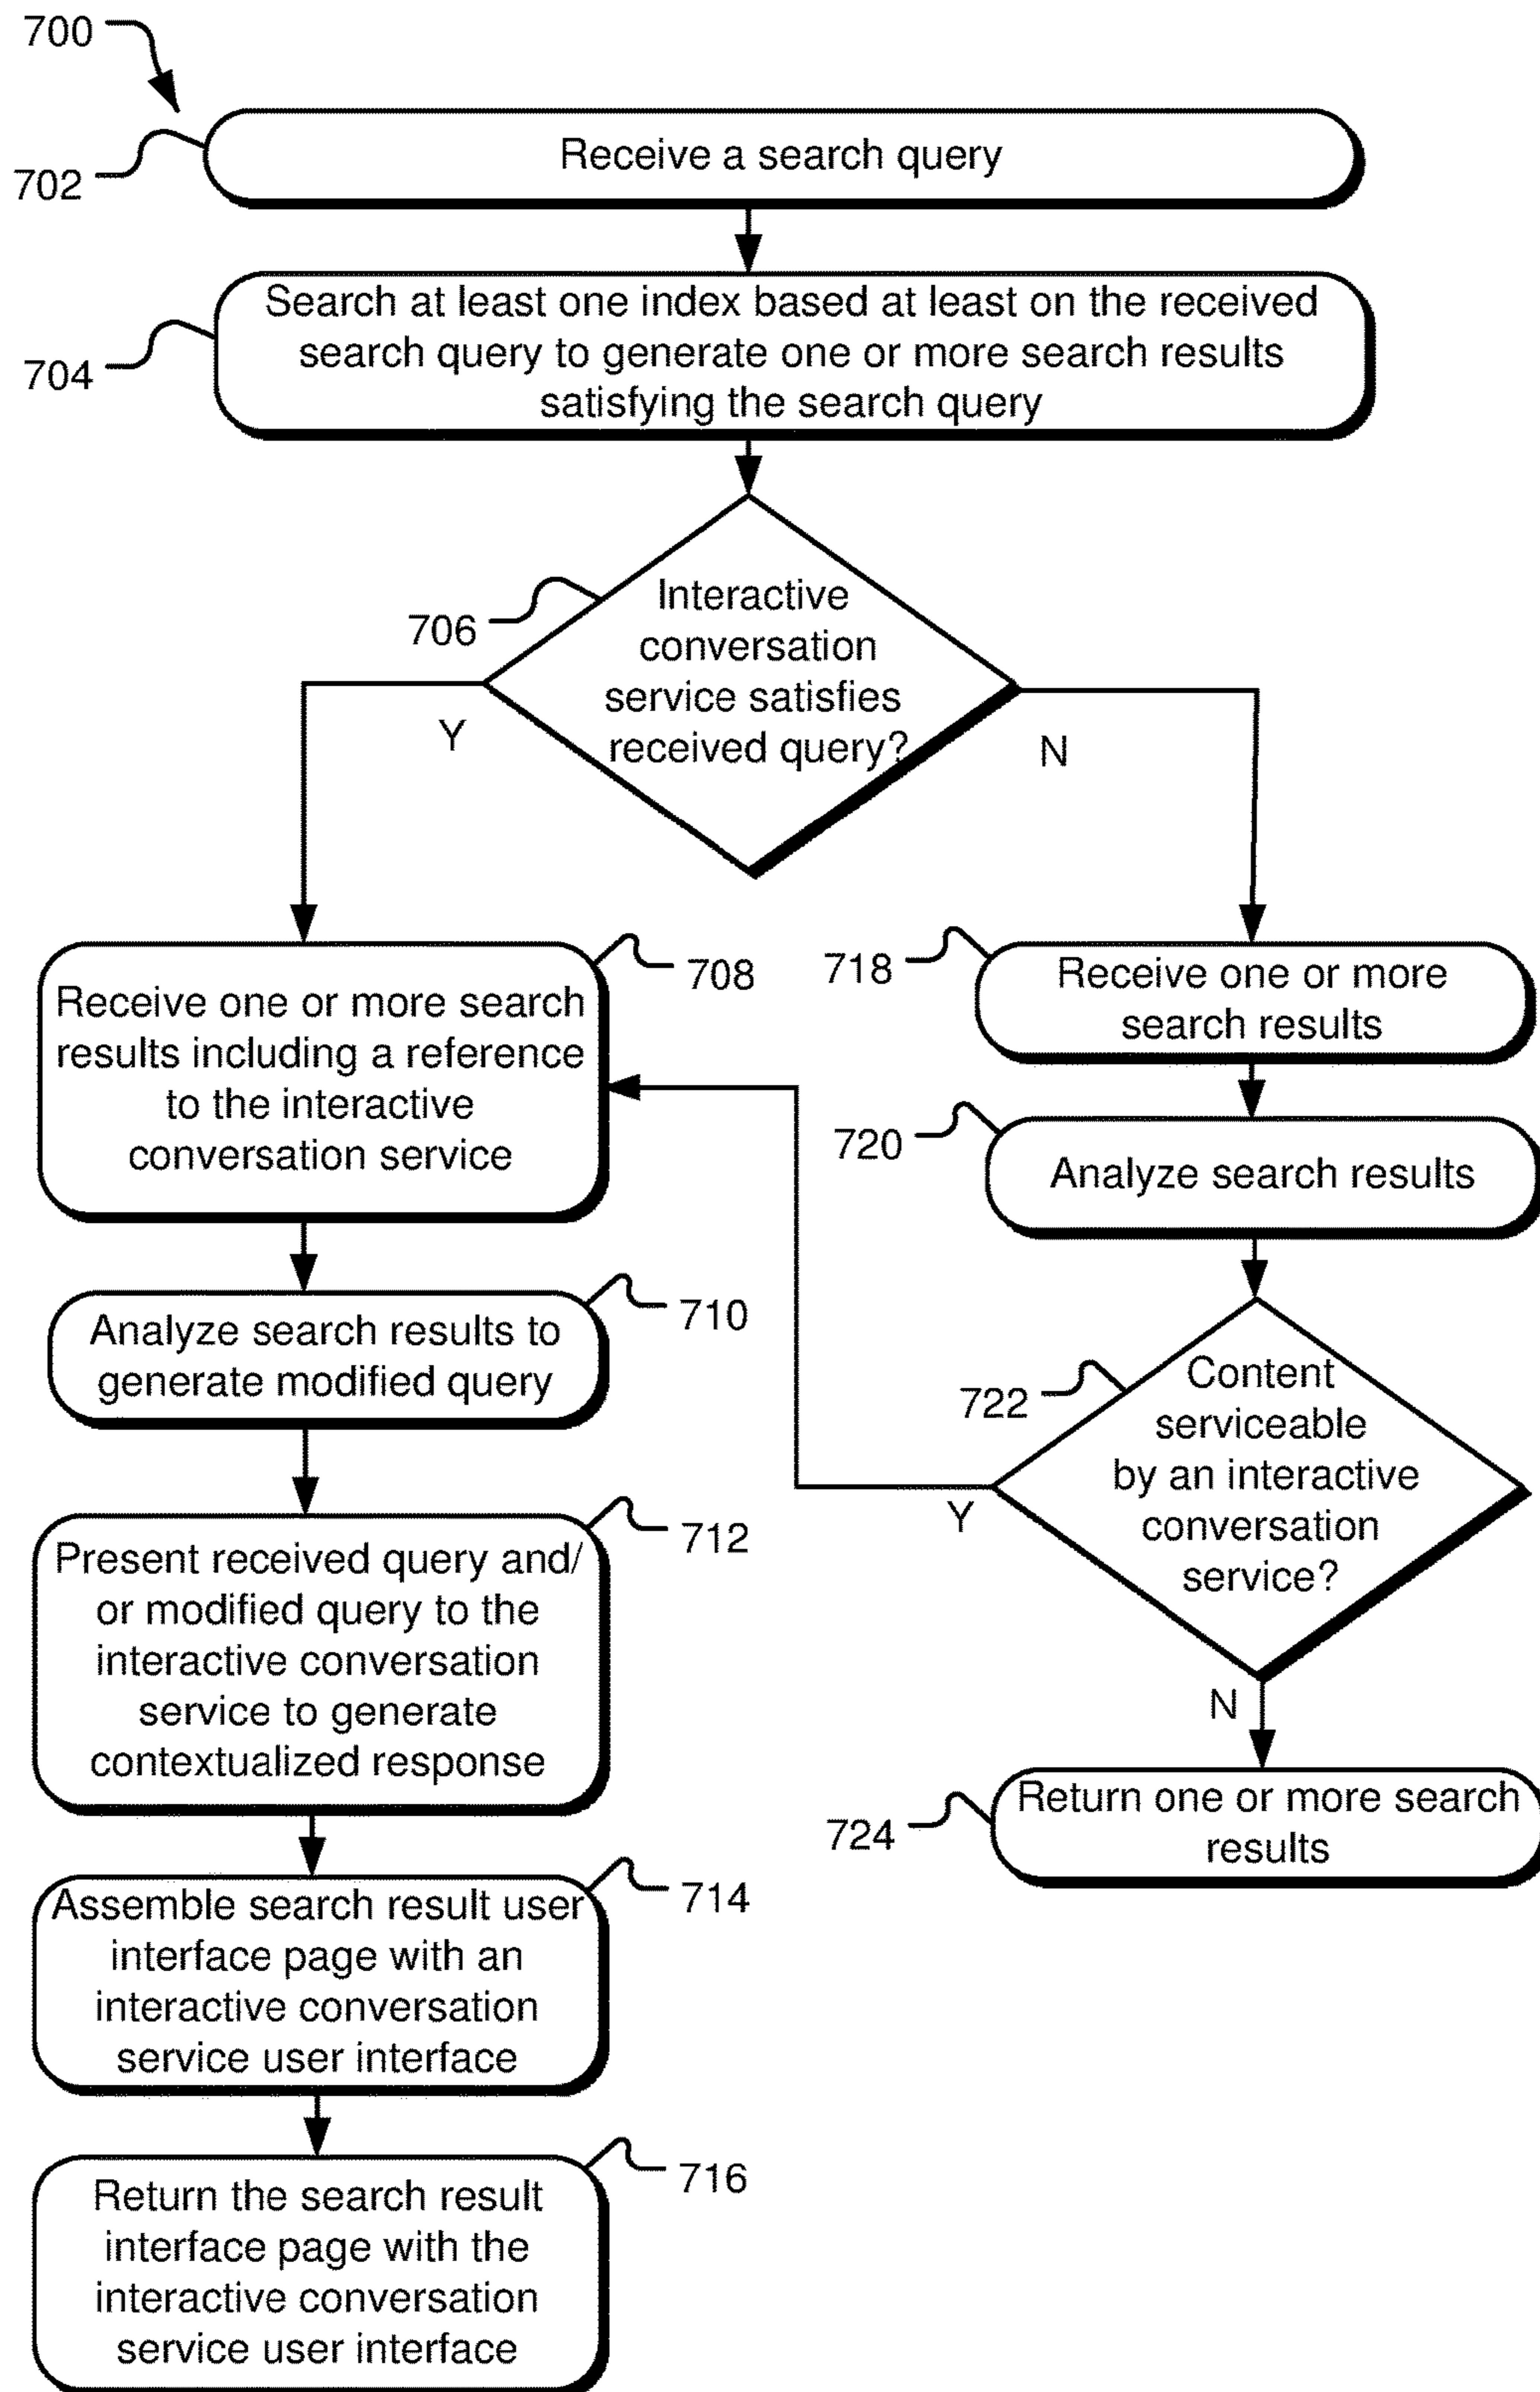 700
702
Receive a search query
704
Search at least one index based at least on the received
search query to generate one or more search results
satisfying the search query
706
Interactive
conversation
service satisfies
received query?
Y
N
708
Receive one or more search
results including a reference
to the interactive
conversation service
710
Analyze search results to
generate modified query
712
Present received query and/
or modified query to the
interactive conversation
service to generate
contextualized response
714
Assemble search result user
interface page with an
interactive conversation
service user interface
716
Return the search result
interface page with the
interactive conversation
service user interface
718
Receive one or more
search results
720
Analyze search results
722
Content
serviceable
by an interactive
conversation
service?
Y
N
724
Return one or more search
results